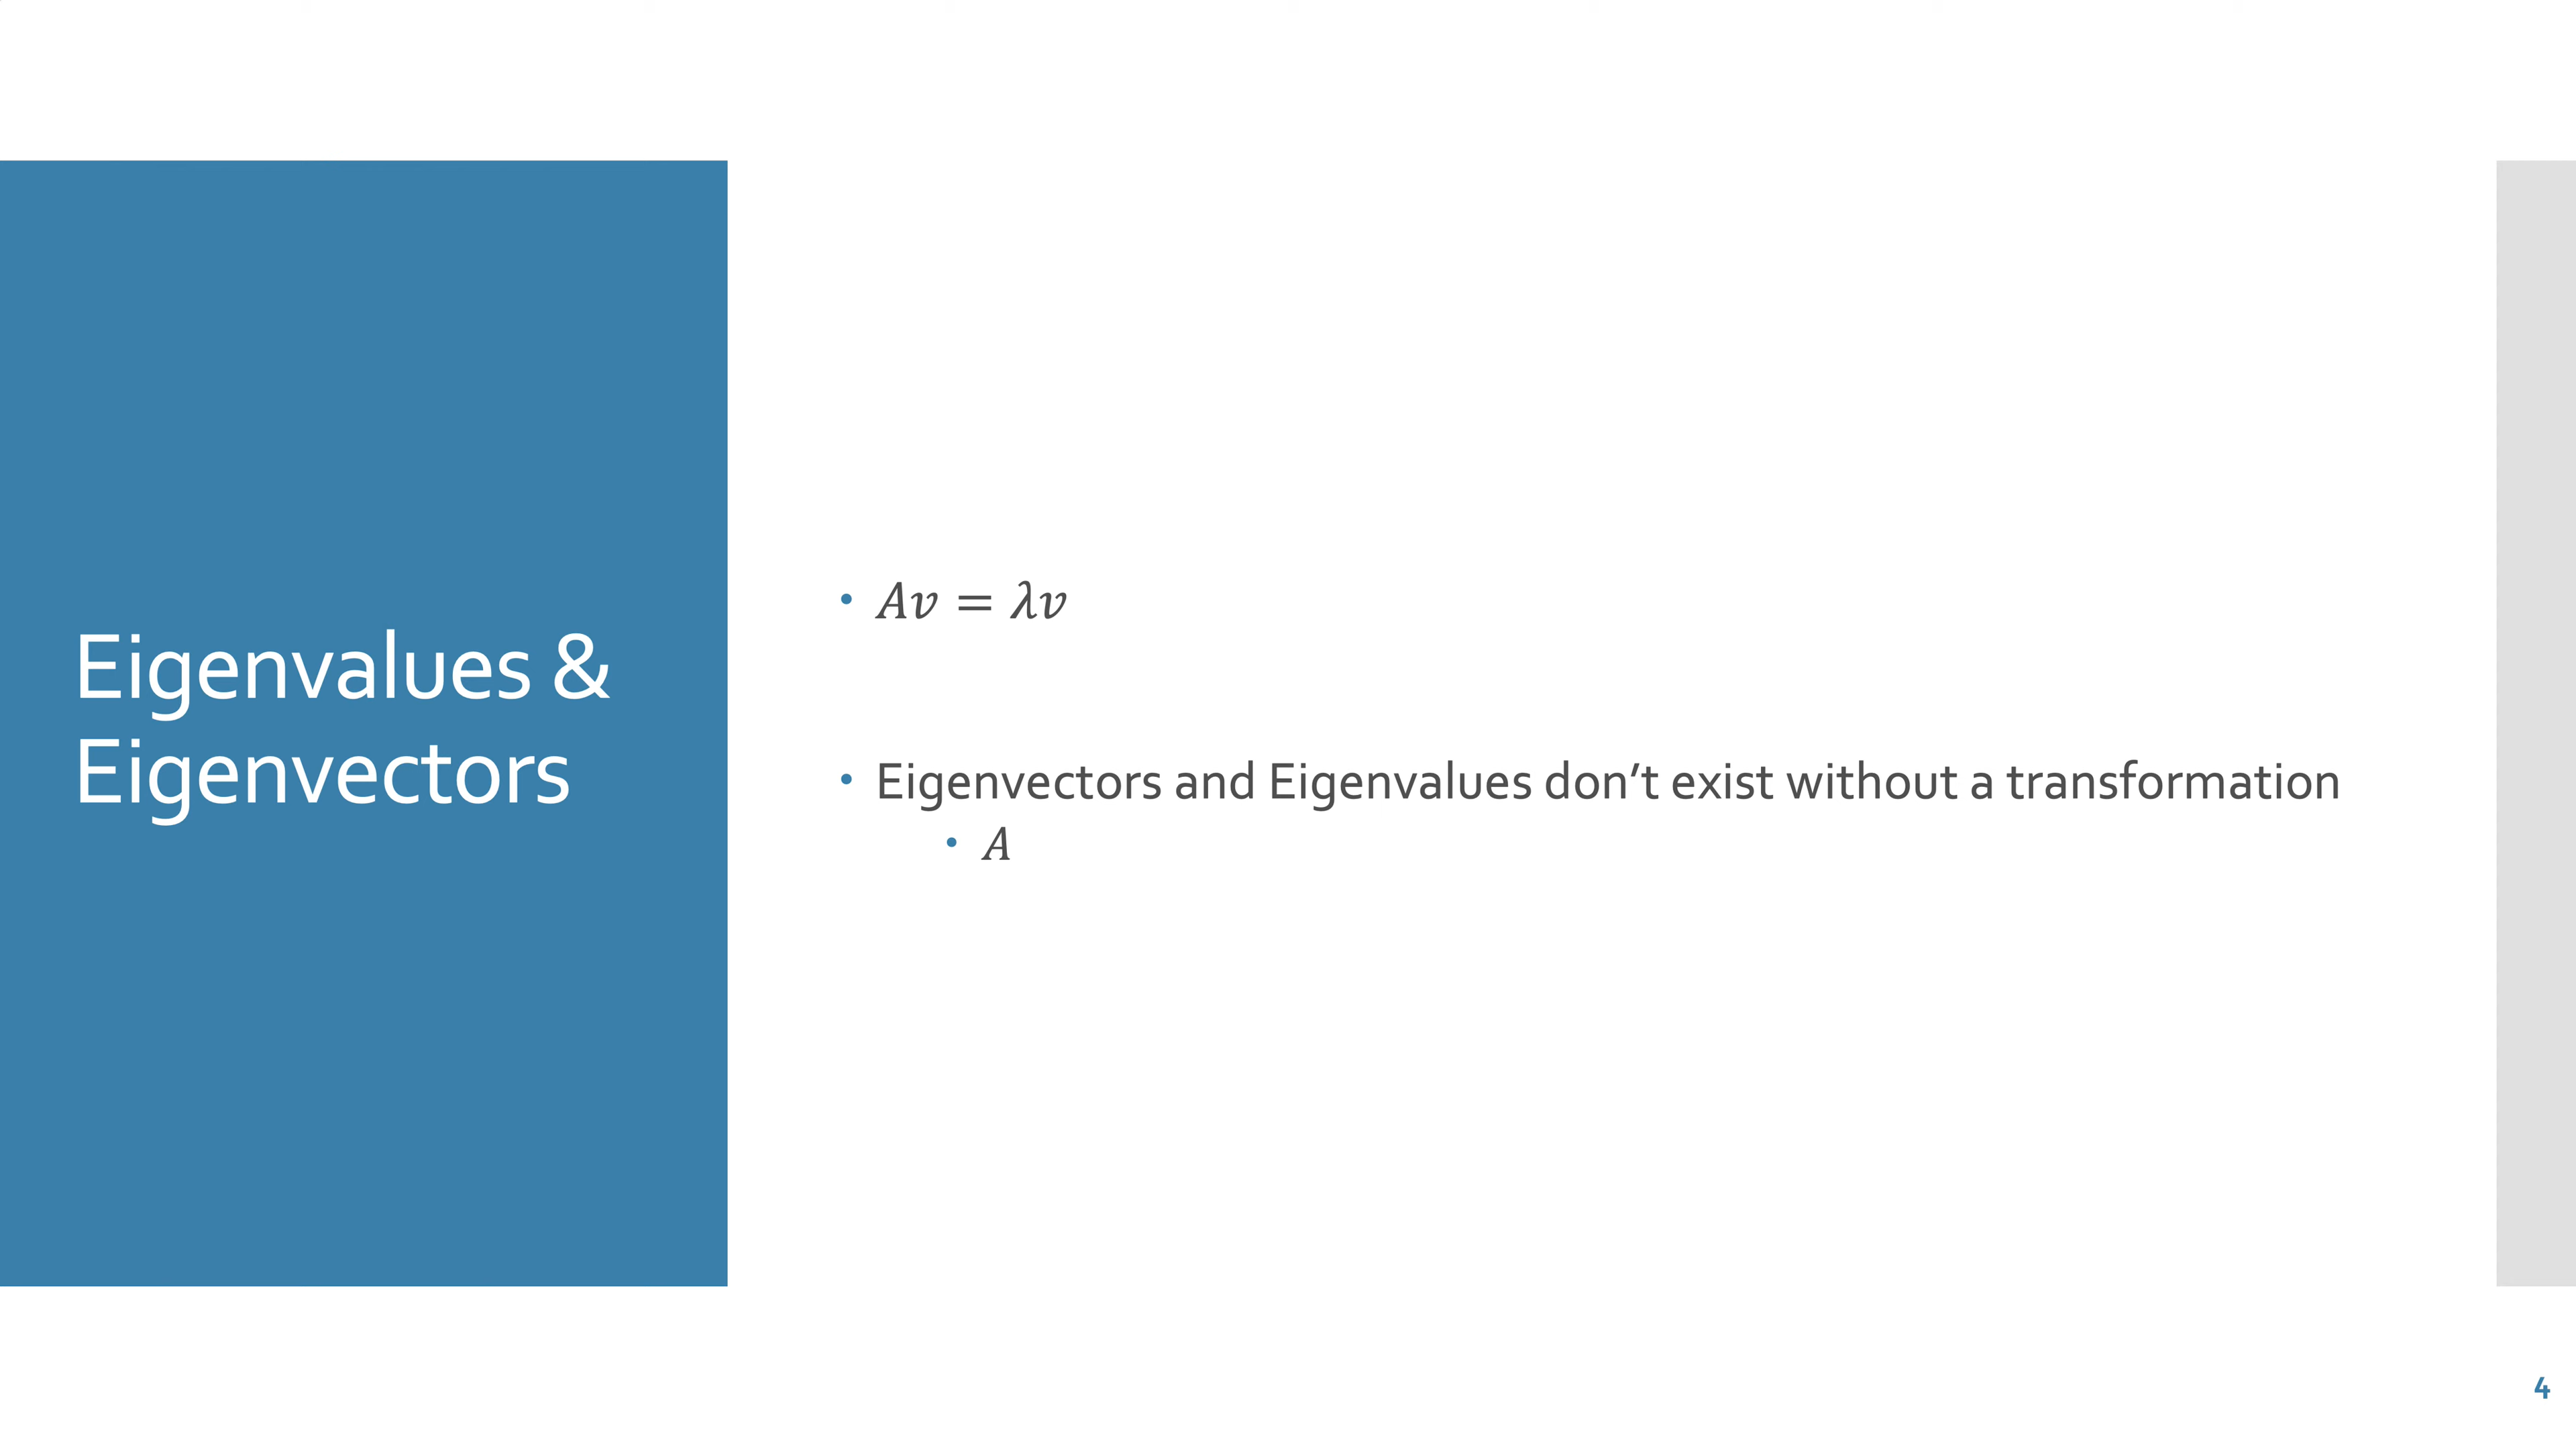 Eigenvalues &
Eigenvectors
• 𝐴𝑣 = 𝜆𝑣
• Eigenvectors and Eigenvalues don’t exist without a transformation
• 𝐴
4